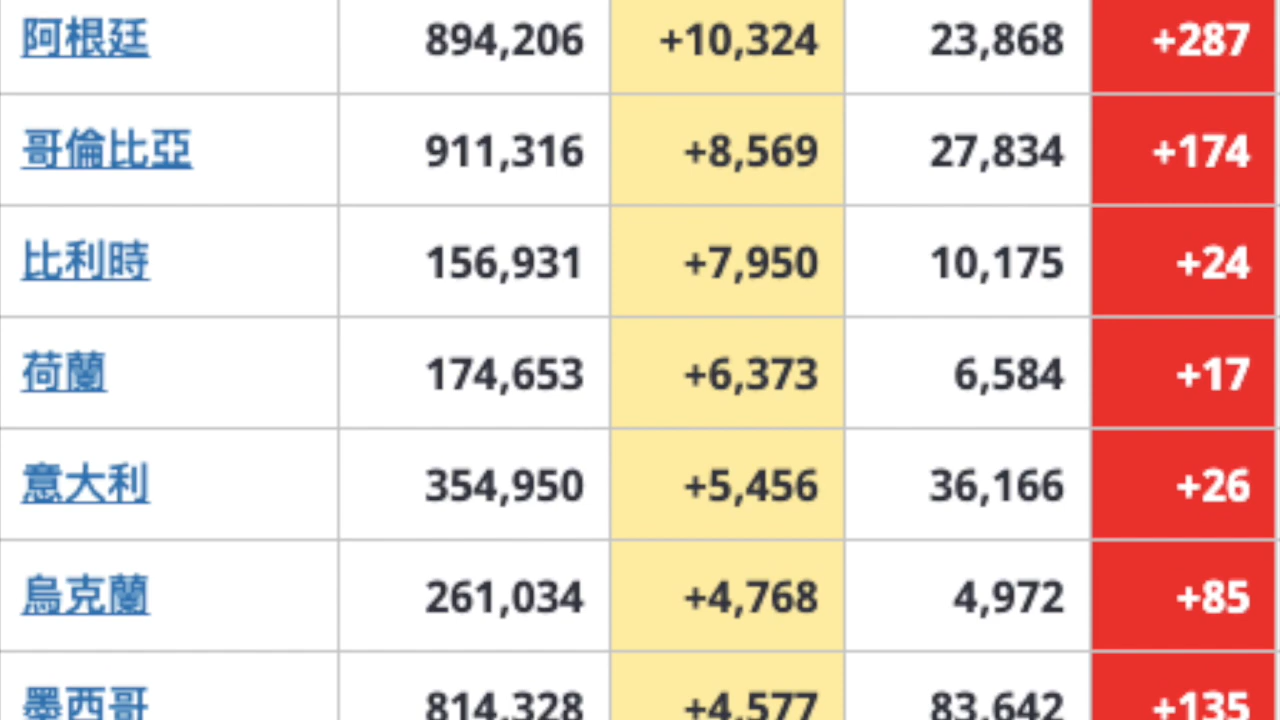 阿根廷 894,206 +10,324 23,868 +287
哥倫比亞 911,316 +8,569 27,834 +174
比利時 156,931 +7,950 10,175 +24
荷蘭 174,653 +6,373 6,584 +17
意大利 354,950 +5,456 36,166 +26
烏克蘭 261,034 +4,768 4,972 +85
墨西哥 814,328 +4,577 83,642 +135